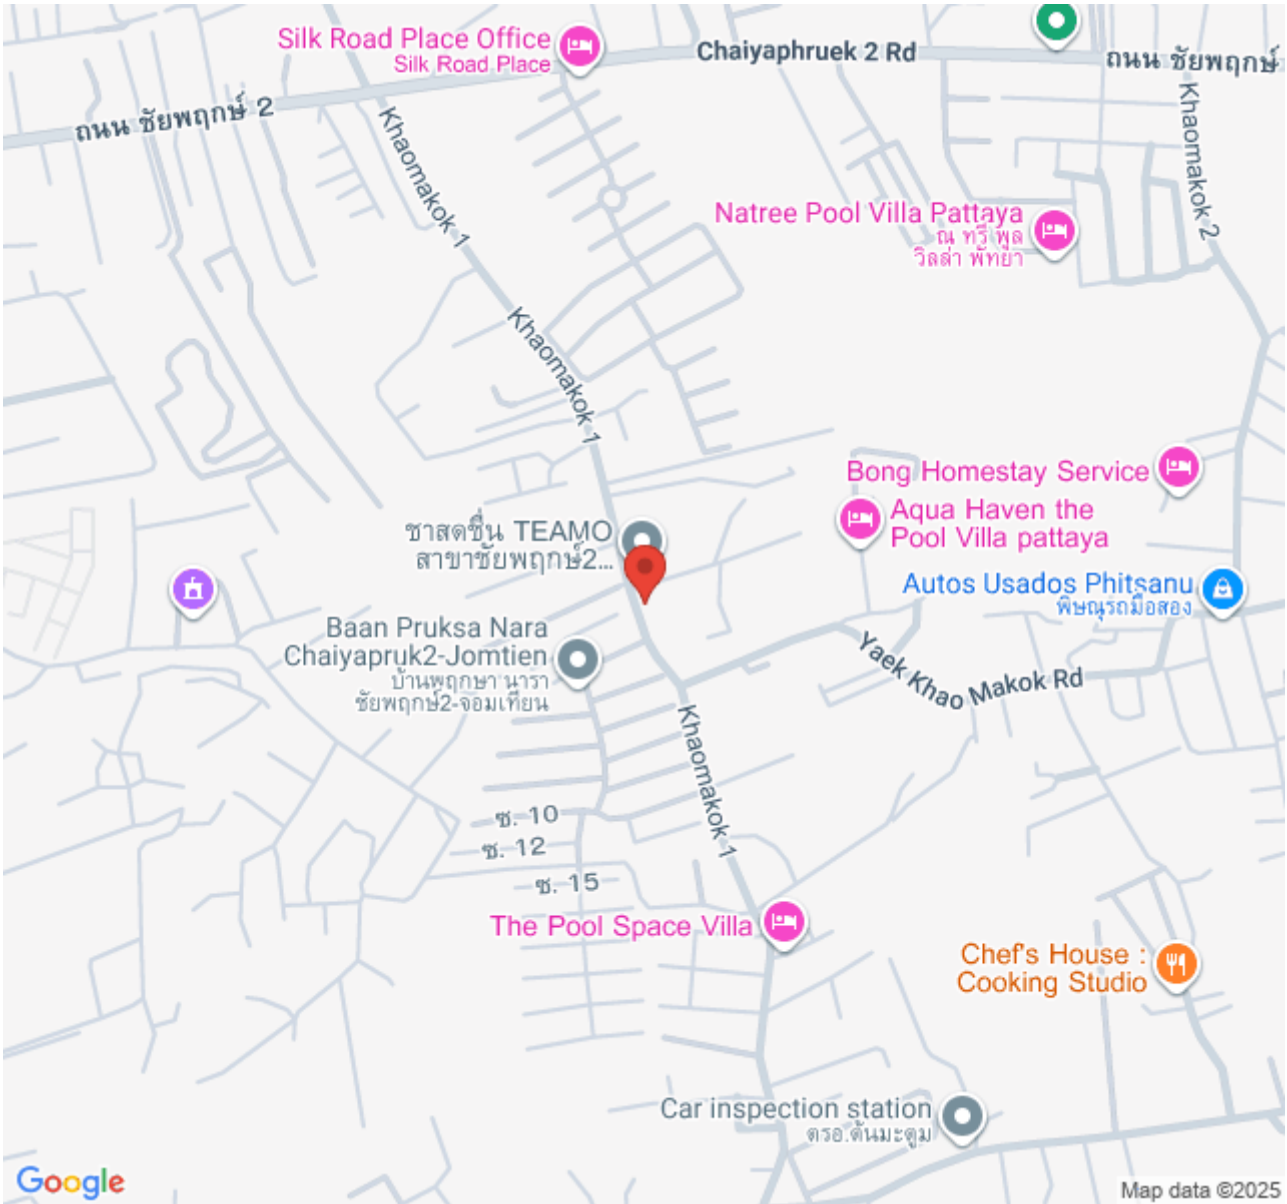 Silk Road Place Office
Silk Road Place
Chaiyaphruek 2 Rd
ถนน ชัยพฤกษ์
ถนน ชัยพฤกษ์ 2
Khaomakok 1
Khaomakok 2
Natree Pool Villa Pattaya
ณ ทรี พูล
วิลล่า พัทยา
Khaomakok 1
Bong Homestay Service
Aqua Haven the
Pool Villa pattaya
ชาสดชื่น TEAMO
สาขาชัยพฤกษ์2...
Autos Usados Phitsanu
พิษณุรถมือสอง
Baan Pruksa Nara
Chaiyapruk2-Jomtien
บ้านพฤกษา นารา
ชัยพฤกษ์2-จอมเทียน
Yaek Khao Makok Rd
Khaomakok 1
ซ. 10
ซ. 12
ซ. 15
The Pool Space Villa
Chef's House :
Cooking Studio
Car inspection station
ตรอ.ต้นมะตูม
Google
Map data ©2025